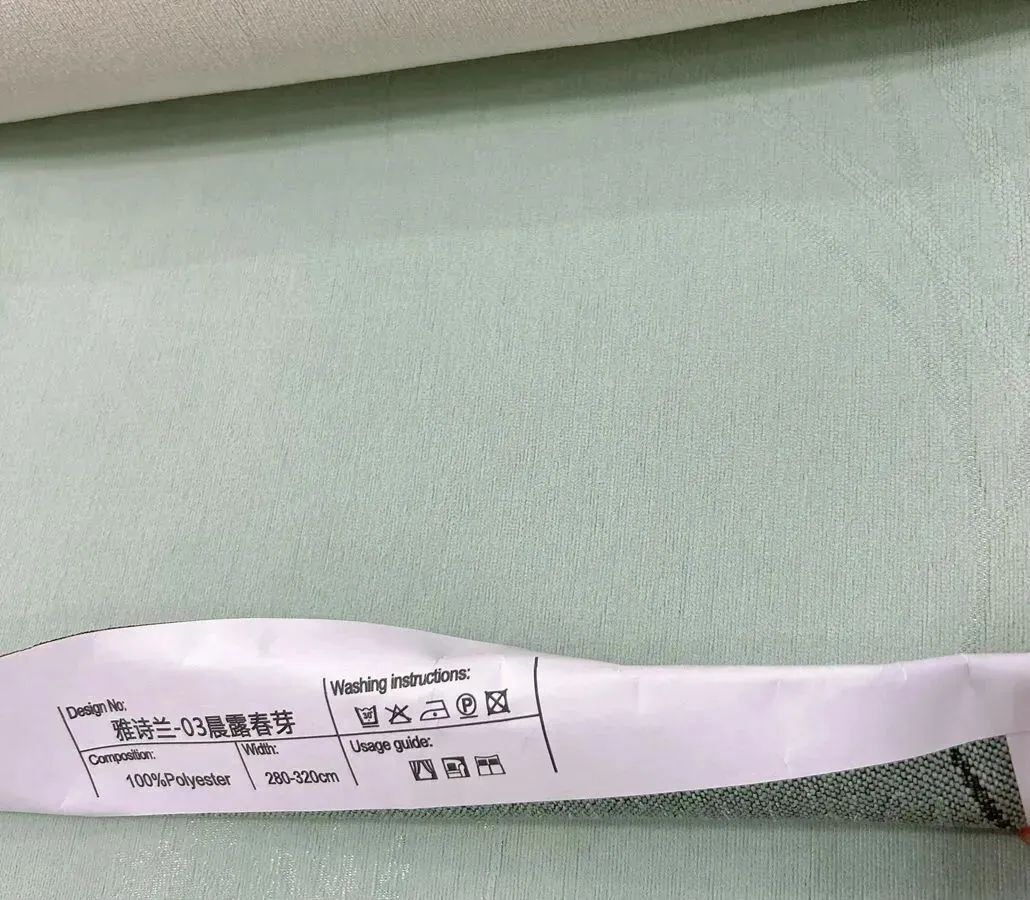 Design No:
雅诗兰-03晨露春芽
Washing instructions:
30°
P
Composition:
100%Polyester
Width:
280-320cm
Usage guide: